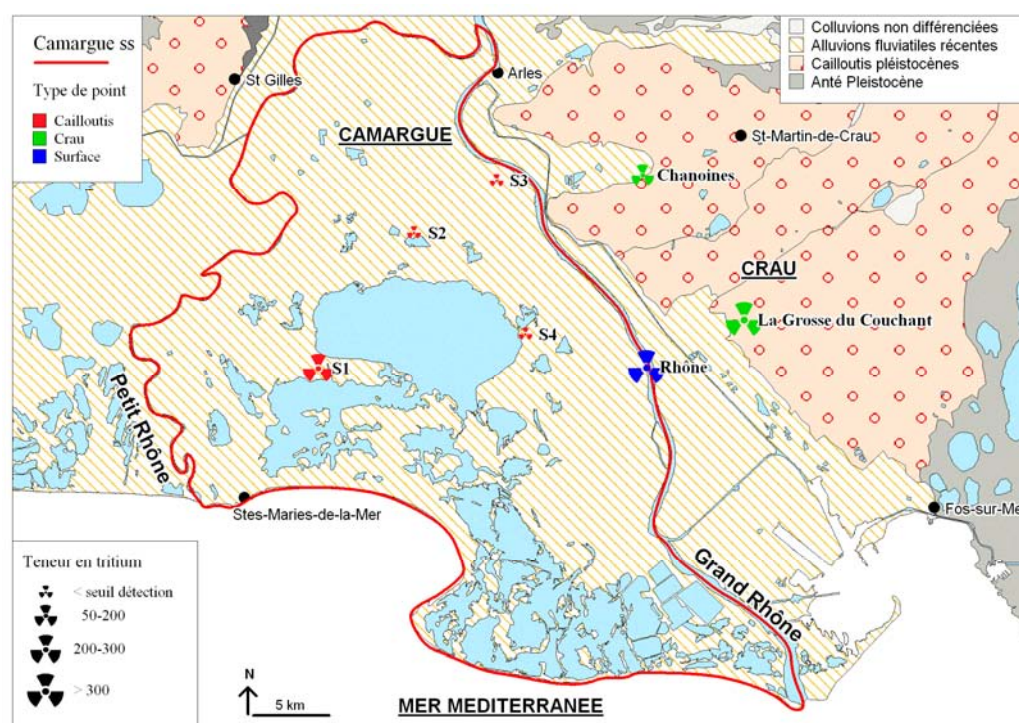 Camargue ss
Type de point
Cailloutis
Crau
Surface
Colluvions non différenciées
Alluvions fluviatiles récentes
Cailloutis pléistocènes
Anté Pleistocène
St Gilles
Arles
CAMARGUE
St-Martin-de-Crau
S3
Chanoines
S2
CRAU
La Grosse du Couchant
S4
S1
Rhône
Petit Rhône
Stes-Maries-de-la-Mer
Fos-sur-Me
Grand Rhône
Teneur en tritium
< seuil détection
50-200
200-300
> 300
N
5 km
MER MEDITERRANEE